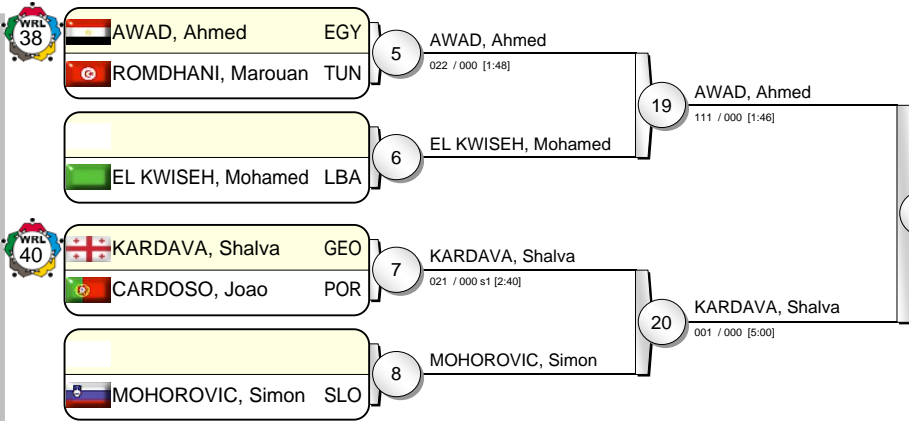 WRL
38
AWAD, Ahmed EGY
ROMDHANI, Marouan TUN
5
AWAD, Ahmed
022 / 000 [1:48]
EL KWISEH, Mohamed LBA
6
EL KWISEH, Mohamed
19
AWAD, Ahmed
111 / 000 [1:46]
WRL
40
KARDAVA, Shalva GEO
CARDOSO, Joao POR
7
KARDAVA, Shalva
021 / 000 s1 [2:40]
MOHOROVIC, Simon SLO
8
MOHOROVIC, Simon
20
KARDAVA, Shalva
001 / 000 [5:00]